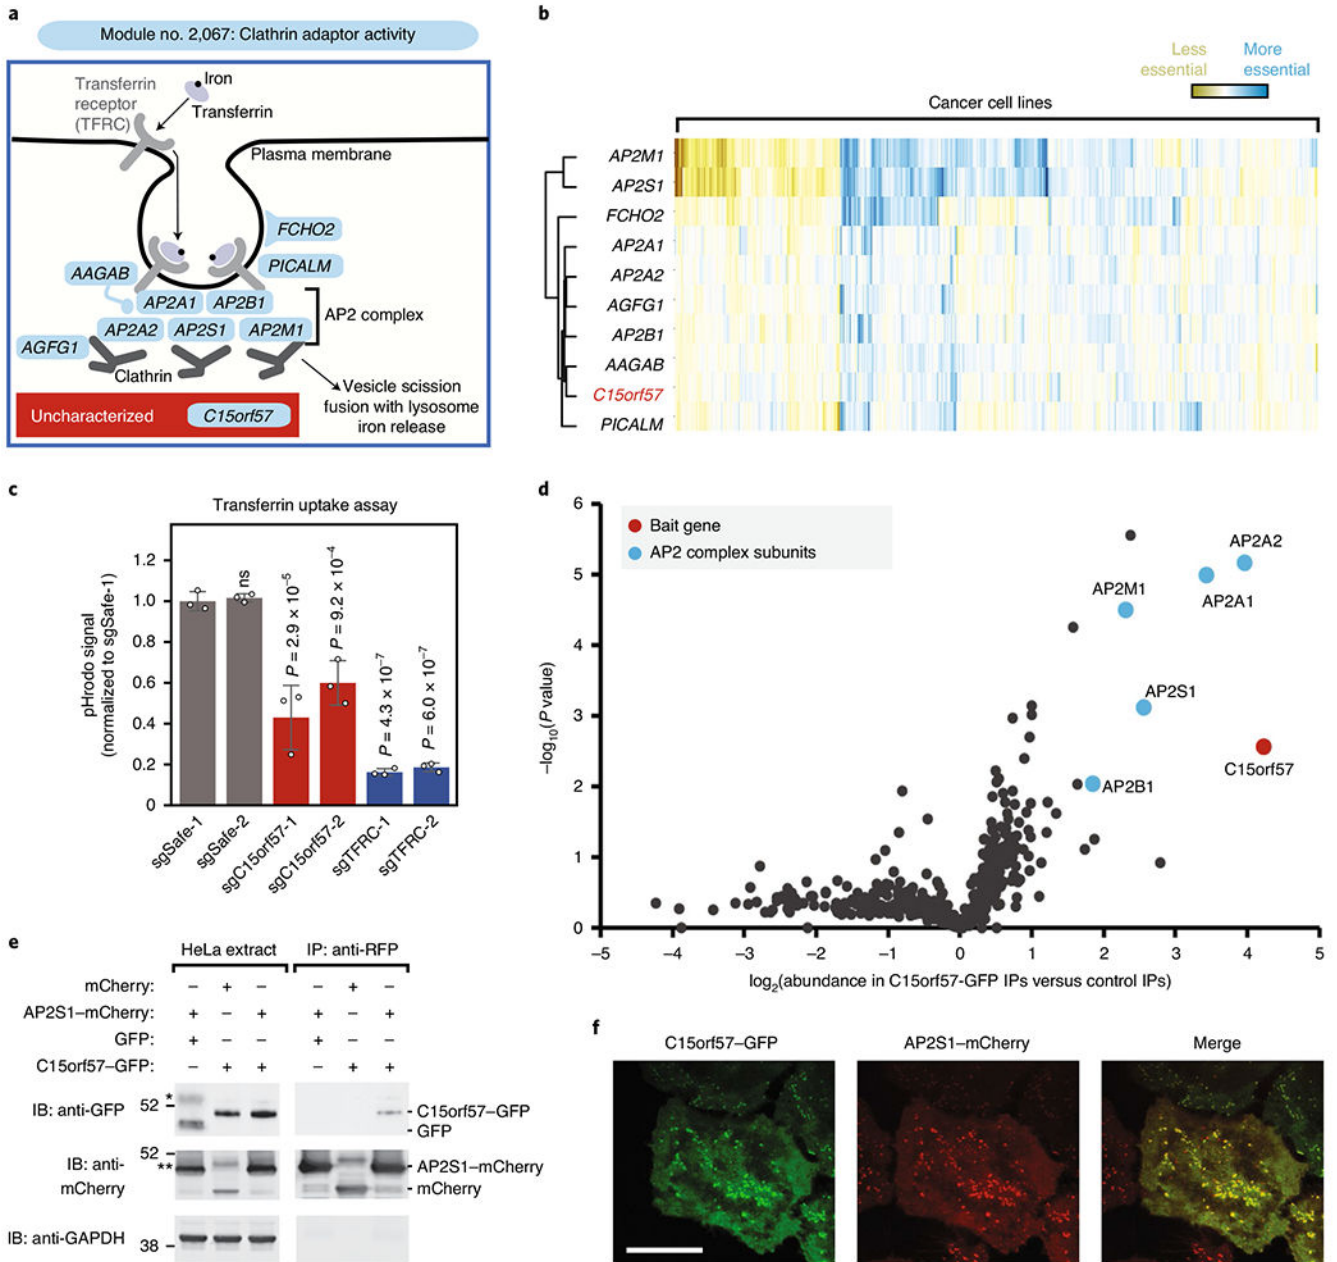 a
Module no. 2,067: Clathrin adaptor activity
Transferrin
receptor
(TFRC)
Iron
Transferrin
Plasma membrane
FCHO2
PICALM
AAGAB
AP2A1
AP2B1
AP2A2
AP2S1
AP2M1
AP2 complex
AGFG1
Clathrin
Vesicle scission
fusion with lysosome
iron release
Uncharacterized
C15orf57
b
Less
essential
More
essential
Cancer cell lines
AP2M1
AP2S1
FCHO2
AP2A1
AP2A2
AGFG1
AP2B1
AAGAB
C15orf57
PICALM
c
Transferrin uptake assay
pHrodo signal
(normalized to sgSafe-1)
1.2
1.0
0.8
0.6
0.4
0.2
0
ns
P = 2.9 × 10⁻⁵
P = 9.2 × 10⁻⁴
P = 4.3 × 10⁻⁷
P = 6.0 × 10⁻⁷
sgSafe-1
sgSafe-2
sgC15orf57-1
sgC15orf57-2
sgTFRC-1
sgTFRC-2
d
Bait gene
AP2 complex subunits
–log₁₀(P value)
6
5
4
3
2
1
0
AP2A2
AP2A1
AP2M1
AP2S1
C15orf57
AP2B1
–5 –4 –3 –2 –1 0 1 2 3 4 5
log₂(abundance in C15orf57-GFP IPs versus control IPs)
e
HeLa extract IP: anti-RFP
mCherry: – + – – + –
AP2S1–mCherry: + – + + – +
GFP: + – – + – –
C15orf57–GFP: – + + – + +
*
52
IB: anti-GFP
C15orf57–GFP
GFP
52
**
IB: anti-
mCherry
AP2S1–mCherry
mCherry
IB: anti-GAPDH
38
f
C15orf57–GFP AP2S1–mCherry Merge